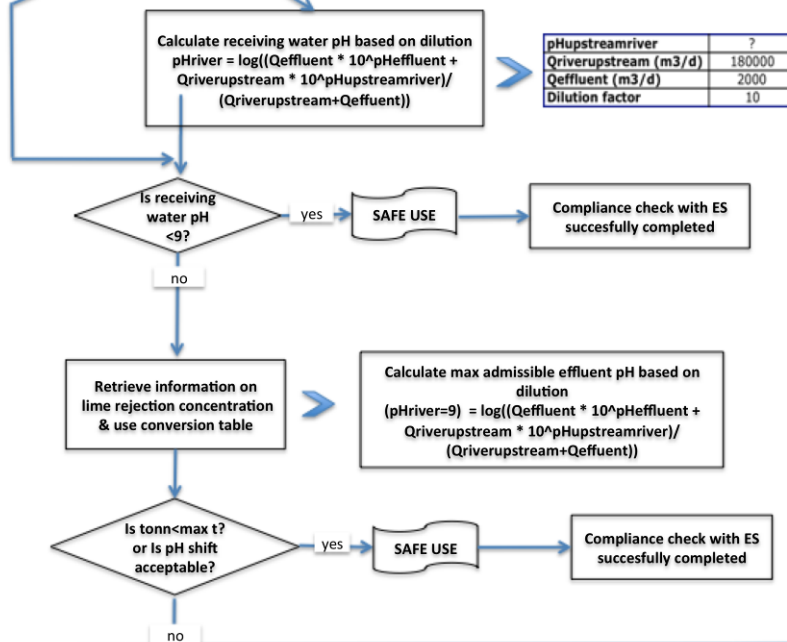 Calculate receiving water pH based on dilution
pHriver = log((Qeffluent * 10^pHeffluent +
Qriverupstream * 10^pHupstreamriver)/
(Qriverupstream+Qeffuent))
pHupstreamriver ?
Qriverupstream (m3/d) 180000
Qeffluent (m3/d) 2000
Dilution factor 10
Is receiving
water pH
<9?
yes
SAFE USE
Compliance check with ES
succesfully completed
no
Retrieve information on
lime rejection concentration
& use conversion table
Calculate max admissible effluent pH based on
dilution
(pHriver=9) = log((Qeffluent * 10^pHeffluent +
Qriverupstream * 10^pHupstreamriver)/
(Qriverupstream+Qeffuent))
Is tonn<max t?
or Is pH shift
acceptable?
yes
SAFE USE
Compliance check with ES
succesfully completed
no